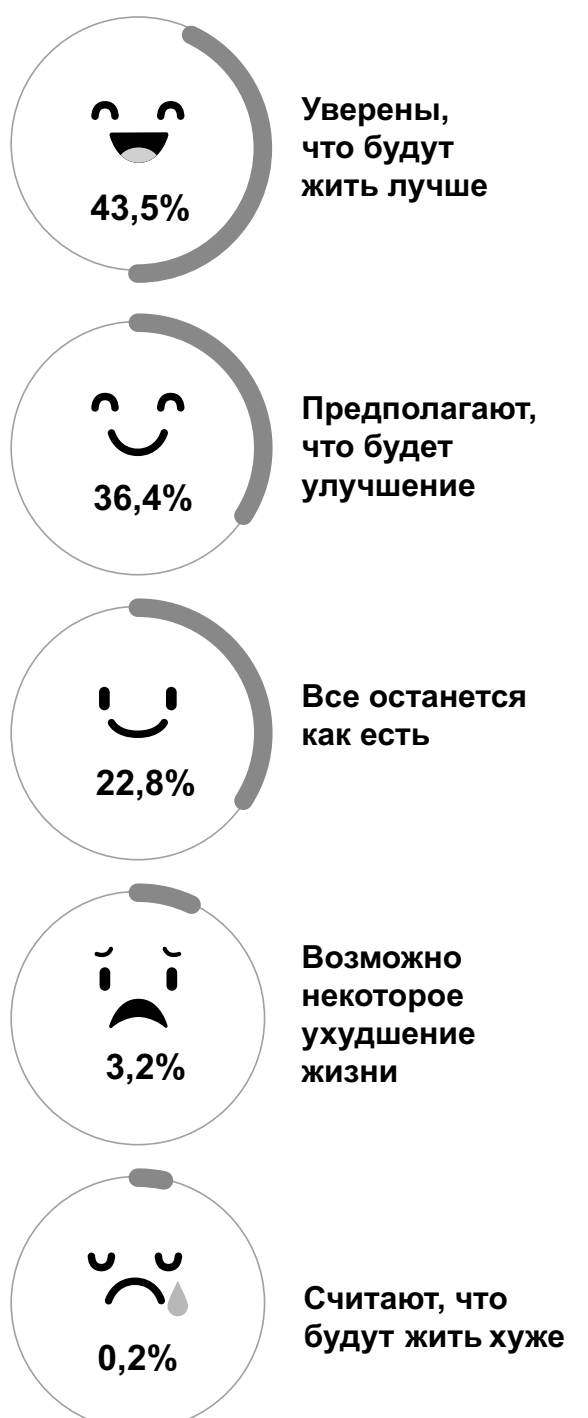 43,5%
Уверены,
что будут
жить лучше
36,4%
Предполагают,
что будет
улучшение
22,8%
Все останется
как есть
3,2%
Возможно
некоторое
ухудшение
жизни
0,2%
Считают, что
будут жить хуже